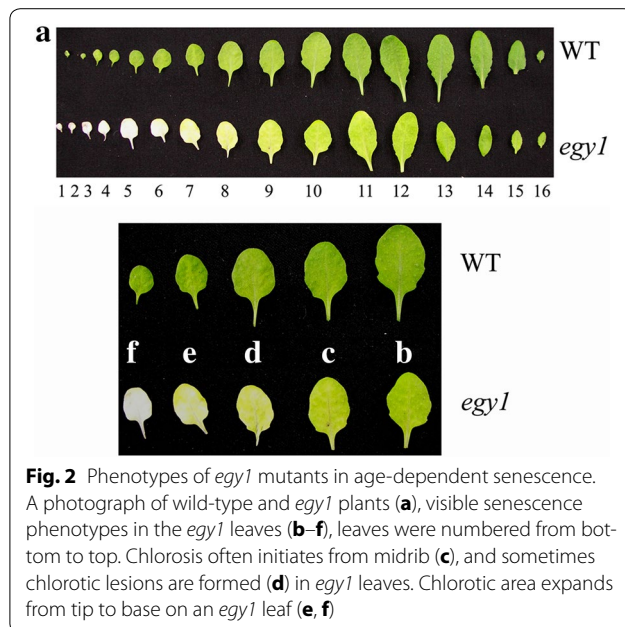 a
WT
egy1
1 2 3 4 5 6 7 8 9 10 11 12 13 14 15 16
WT
f e d c b
egy1
Fig. 2 Phenotypes of egy1 mutants in age-dependent senescence.
A photograph of wild-type and egy1 plants (a), visible senescence
phenotypes in the egy1 leaves (b–f), leaves were numbered from bot-
tom to top. Chlorosis often initiates from midrib (c), and sometimes
chlorotic lesions are formed (d) in egy1 leaves. Chlorotic area expands
from tip to base on an egy1 leaf (e, f)